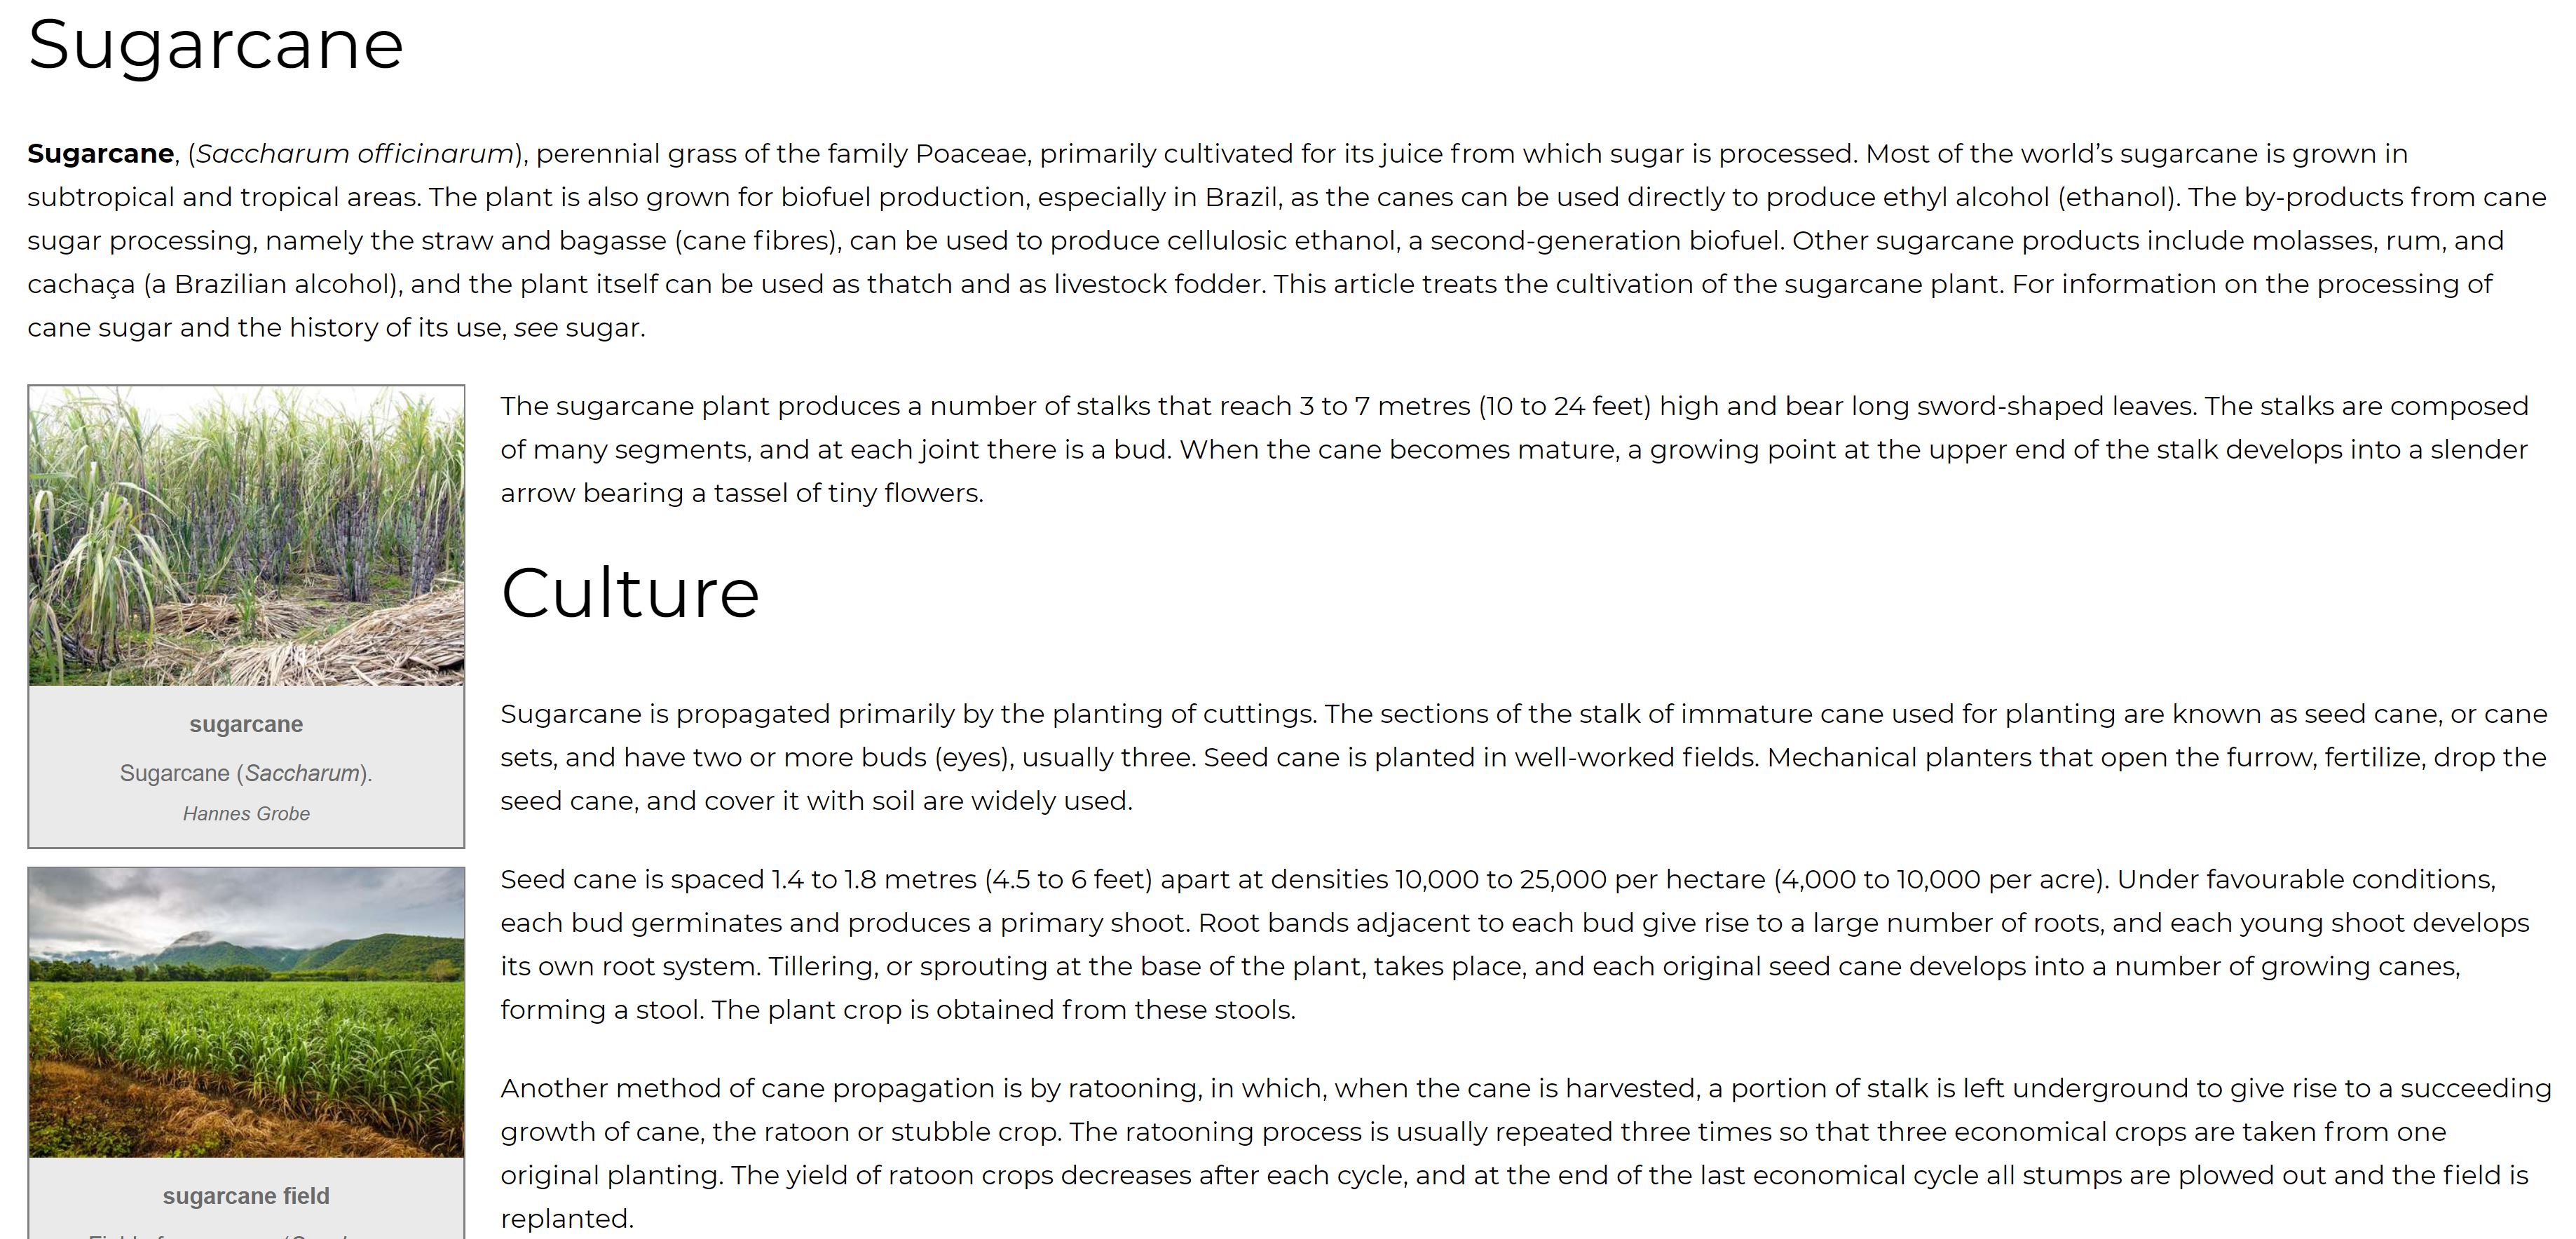 Sugarcane
Sugarcane, (Saccharum officinarum), perennial grass of the family Poaceae, primarily cultivated for its juice from which sugar is processed. Most of the world’s sugarcane is grown in
subtropical and tropical areas. The plant is also grown for biofuel production, especially in Brazil, as the canes can be used directly to produce ethyl alcohol (ethanol). The by-products from cane
sugar processing, namely the straw and bagasse (cane fibres), can be used to produce cellulosic ethanol, a second-generation biofuel. Other sugarcane products include molasses, rum, and
cachaça (a Brazilian alcohol), and the plant itself can be used as thatch and as livestock fodder. This article treats the cultivation of the sugarcane plant. For information on the processing of
cane sugar and the history of its use, see sugar.
sugarcane
Sugarcane (Saccharum).
Hannes Grobe
sugarcane field
The sugarcane plant produces a number of stalks that reach 3 to 7 metres (10 to 24 feet) high and bear long sword-shaped leaves. The stalks are composed
of many segments, and at each joint there is a bud. When the cane becomes mature, a growing point at the upper end of the stalk develops into a slender
arrow bearing a tassel of tiny flowers.
Culture
Sugarcane is propagated primarily by the planting of cuttings. The sections of the stalk of immature cane used for planting are known as seed cane, or cane
sets, and have two or more buds (eyes), usually three. Seed cane is planted in well-worked fields. Mechanical planters that open the furrow, fertilize, drop the
seed cane, and cover it with soil are widely used.
Seed cane is spaced 1.4 to 1.8 metres (4.5 to 6 feet) apart at densities 10,000 to 25,000 per hectare (4,000 to 10,000 per acre). Under favourable conditions,
each bud germinates and produces a primary shoot. Root bands adjacent to each bud give rise to a large number of roots, and each young shoot develops
its own root system. Tillering, or sprouting at the base of the plant, takes place, and each original seed cane develops into a number of growing canes,
forming a stool. The plant crop is obtained from these stools.
Another method of cane propagation is by ratooning, in which, when the cane is harvested, a portion of stalk is left underground to give rise to a succeeding
growth of cane, the ratoon or stubble crop. The ratooning process is usually repeated three times so that three economical crops are taken from one
original planting. The yield of ratoon crops decreases after each cycle, and at the end of the last economical cycle all stumps are plowed out and the field is
replanted.